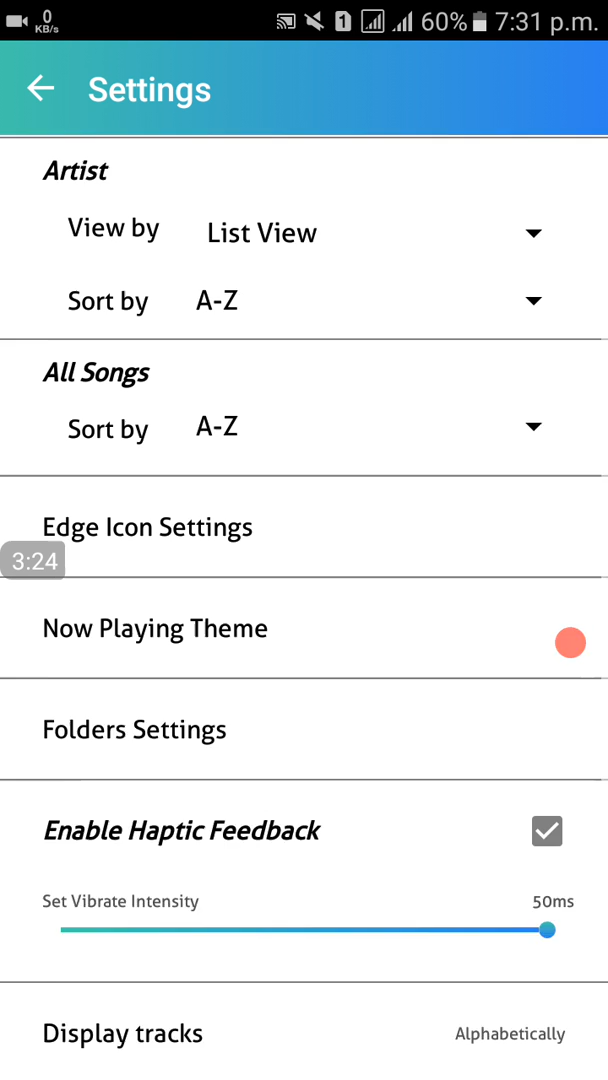 0
KB/s
1
60%
7:31 p.m.
Settings
Artist
View by List View
Sort by A-Z
All Songs
Sort by A-Z
Edge Icon Settings
3:24
Now Playing Theme
Folders Settings
Enable Haptic Feedback
Set Vibrate Intensity 50ms
Display tracks Alphabetically